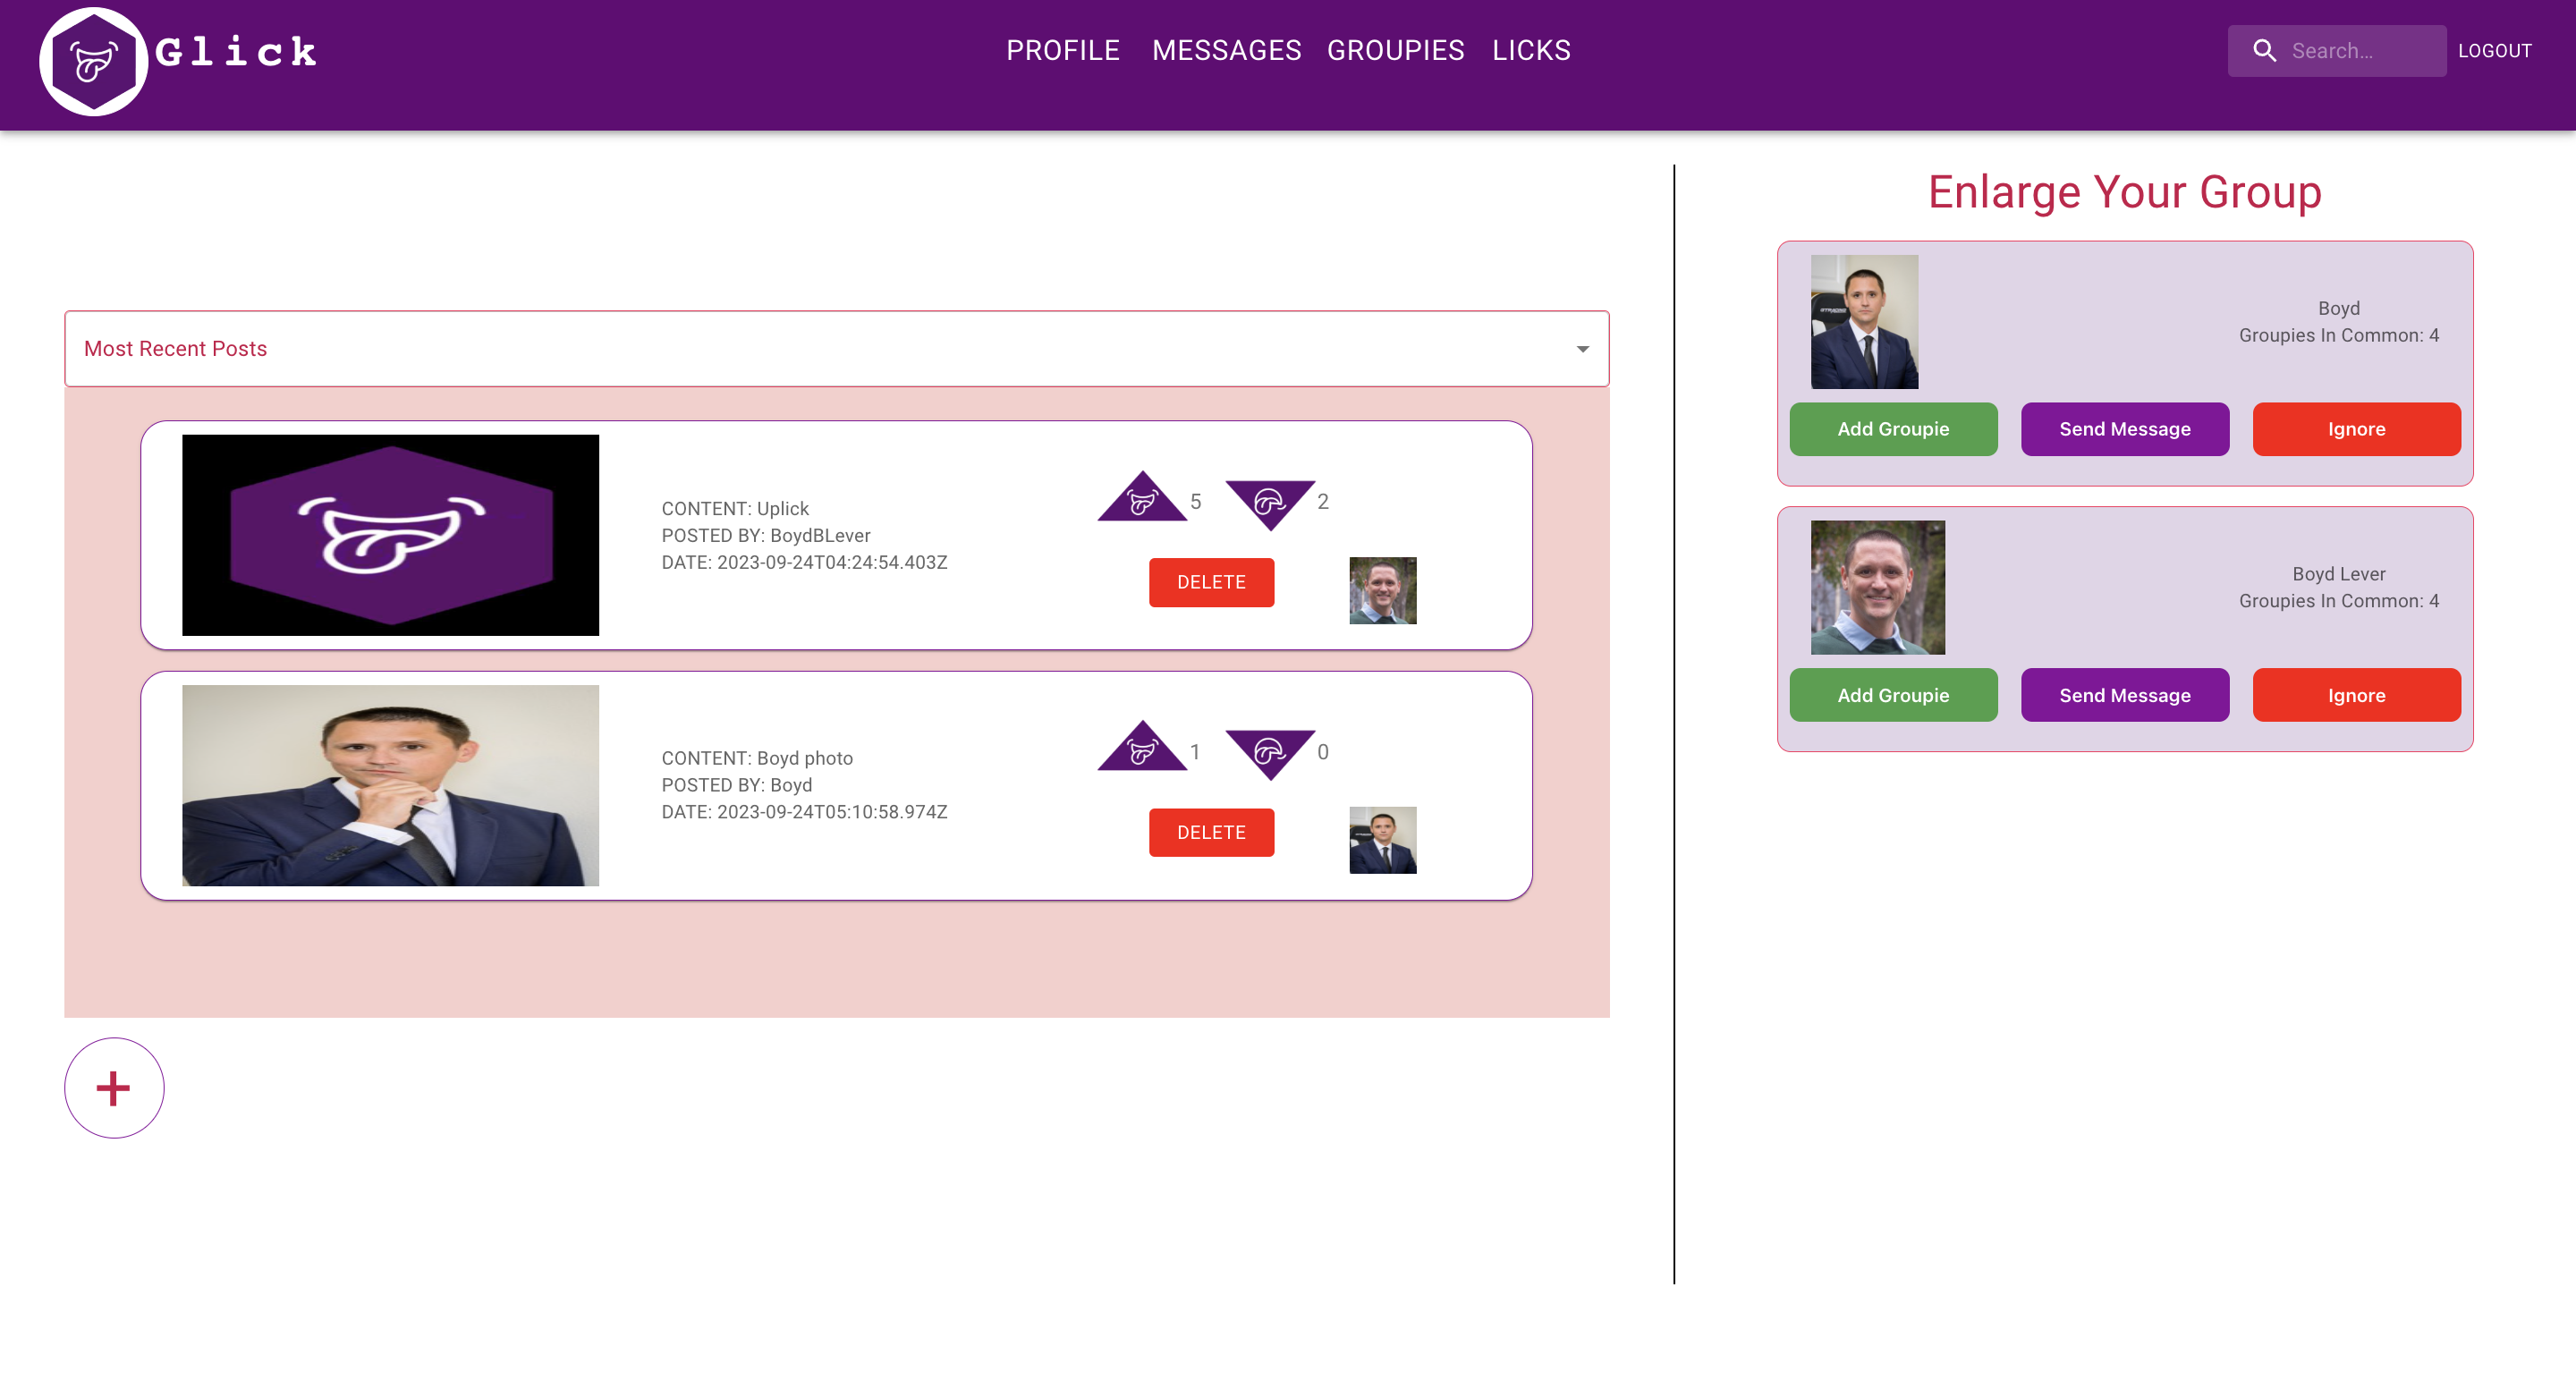 Glick
PROFILE MESSAGES GROUPIES LICKS
Search...
LOGOUT
Most Recent Posts
CONTENT: Uplick
POSTED BY: BoydBLever
DATE: 2023-09-24T04:24:54.403Z
5
2
DELETE
CONTENT: Boyd photo
POSTED BY: Boyd
DATE: 2023-09-24T05:10:58.974Z
1
0
DELETE
+
Enlarge Your Group
Boyd
Groupies In Common: 4
Add Groupie
Send Message
Ignore
Boyd Lever
Groupies In Common: 4
Add Groupie
Send Message
Ignore